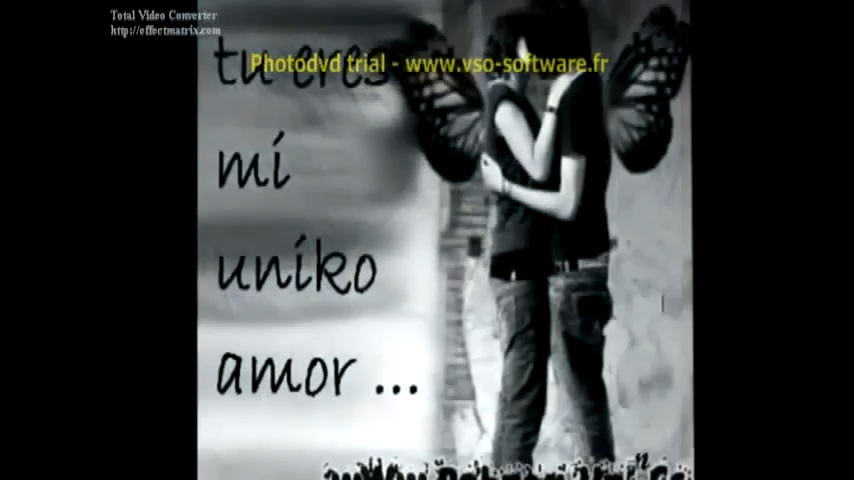 Total Video Converter
http://effectmatrix.com
Photodvd trial - www.vso-software.fr
tu eres
mi
uniko
amor ...